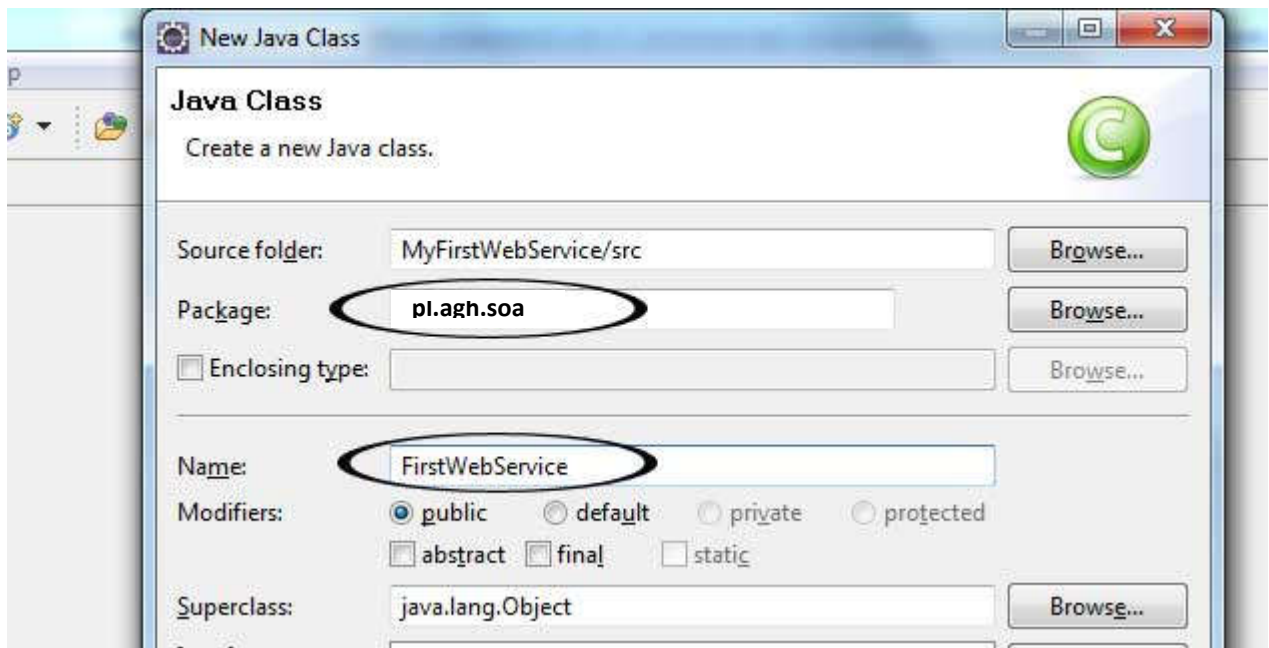 New Java Class
p
Java Class
Create a new Java class.
Source folder: MyFirstWebService/src Browse...
Package: pl.agh.soa Browse...
Enclosing type: Browse...
Name: FirstWebService
Modifiers: public default private protected
abstract final static
Superclass: java.lang.Object Browse...